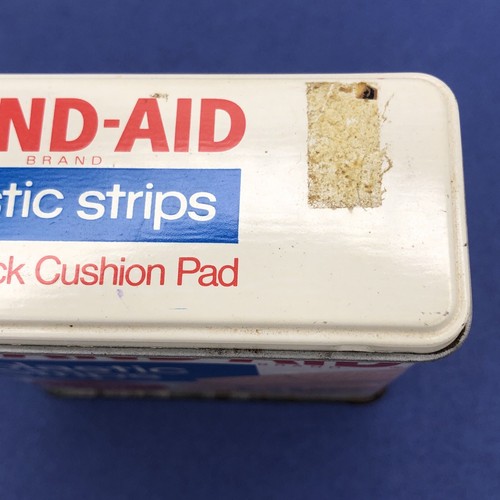 ND-AID
BRAND
stic strips
ck Cushion Pad